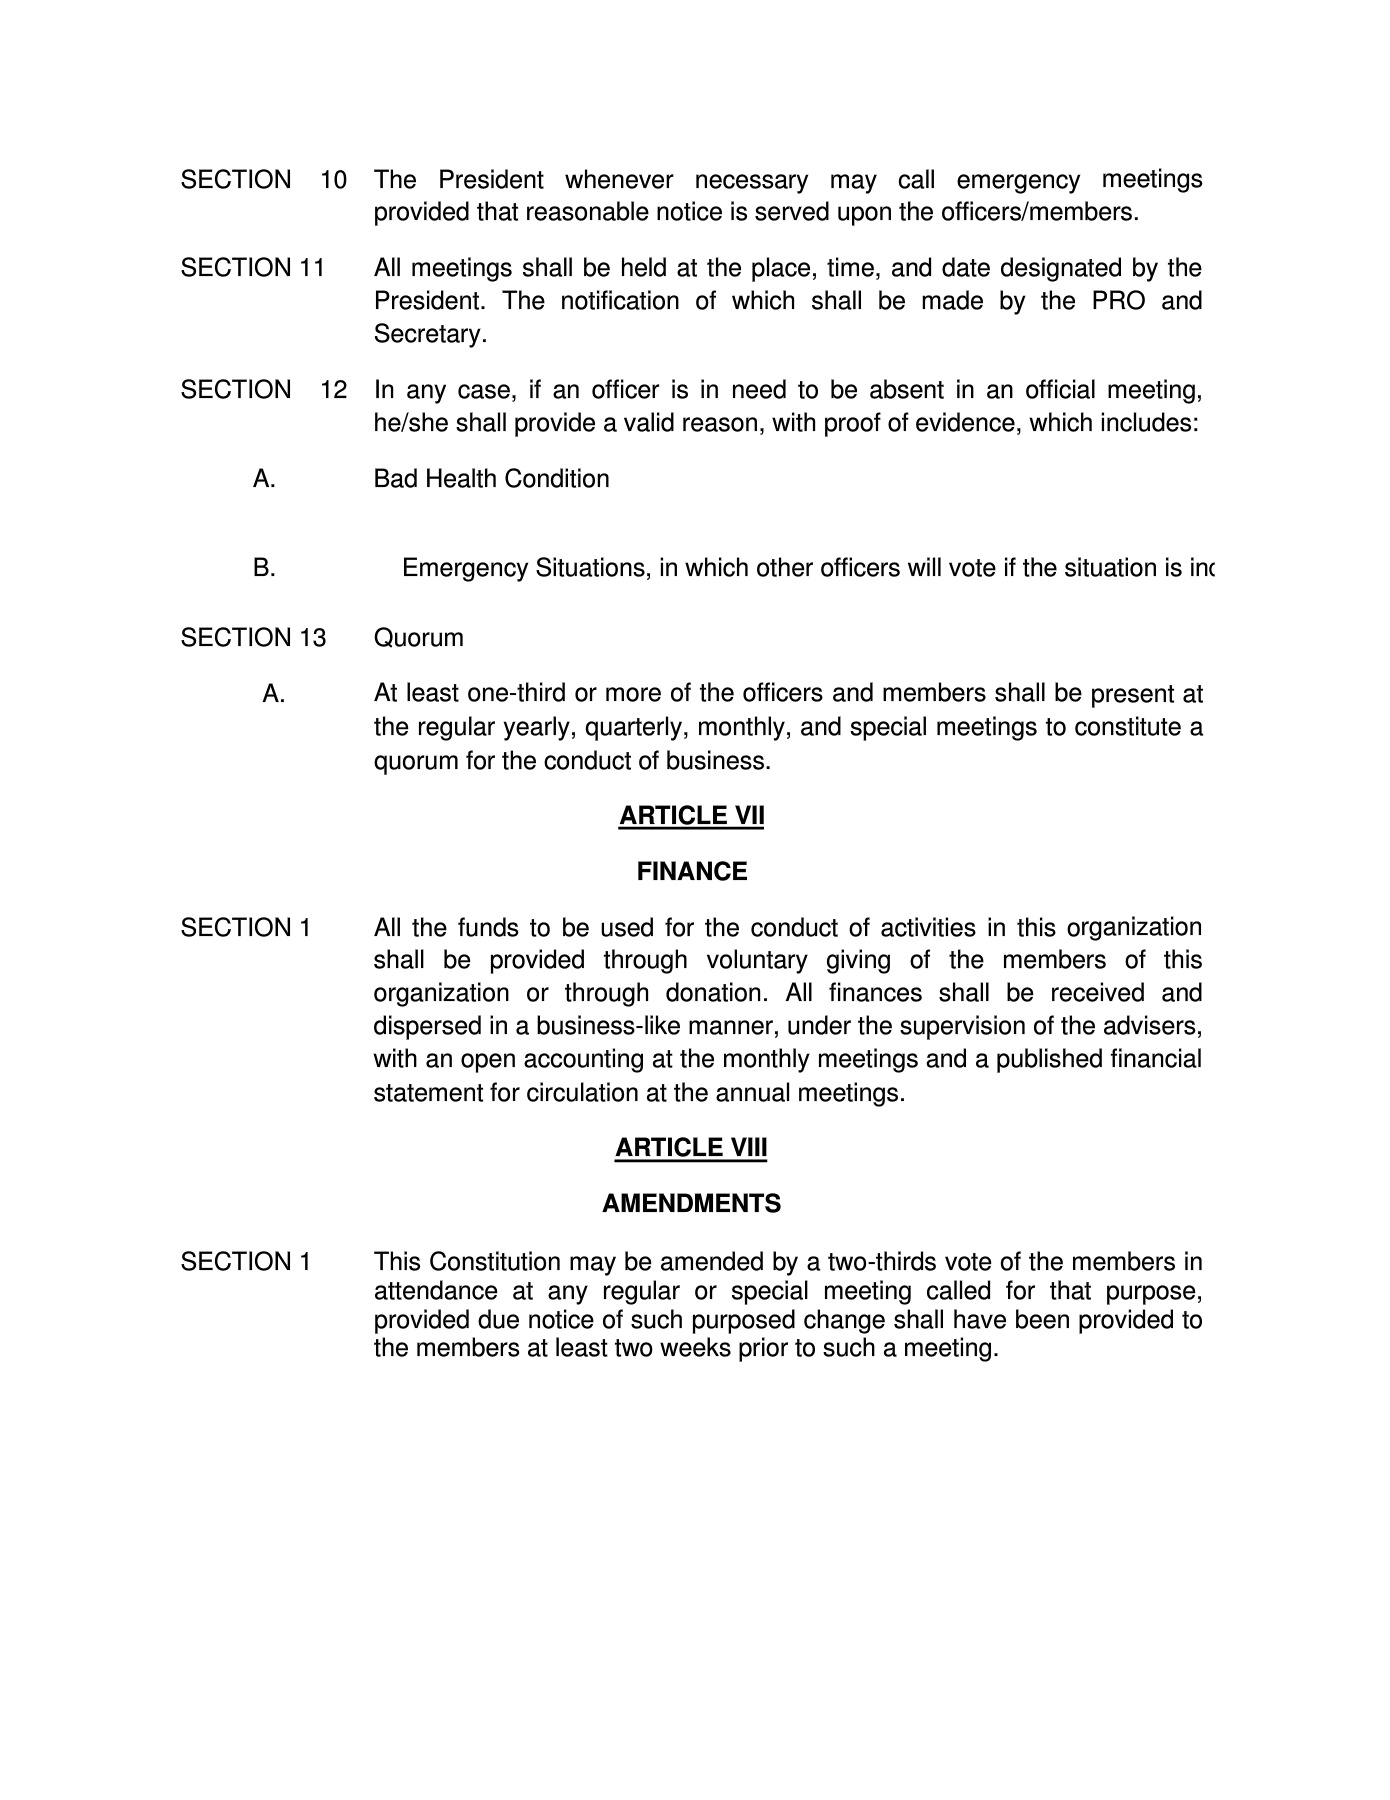 SECTION 10 The President whenever necessary may call emergency meetings
provided that reasonable notice is served upon the officers/members.
SECTION 11 All meetings shall be held at the place, time, and date designated by the
President. The notification of which shall be made by the PRO and
Secretary.
SECTION 12 In any case, if an officer is in need to be absent in an official meeting,
he/she shall provide a valid reason, with proof of evidence, which includes:
A. Bad Health Condition
B. Emergency Situations, in which other officers will vote if the situation is
SECTION 13 Quorum
A. At least one-third or more of the officers and members shall be present at
the regular yearly, quarterly, monthly, and special meetings to constitute a
quorum for the conduct of business.
ARTICLE VII
FINANCE
SECTION 1 All the funds to be used for the conduct of activities in this organization
shall be provided through voluntary giving of the members of this
organization or through donation. All finances shall be received and
dispersed in a business-like manner, under the supervision of the advisers,
with an open accounting at the monthly meetings and a published financial
statement for circulation at the annual meetings.
ARTICLE VIII
AMENDMENTS
SECTION 1 This Constitution may be amended by a two-thirds vote of the members in
attendance at any regular or special meeting called for that purpose,
provided due notice of such purposed change shall have been provided to
the members at least two weeks prior to such a meeting.